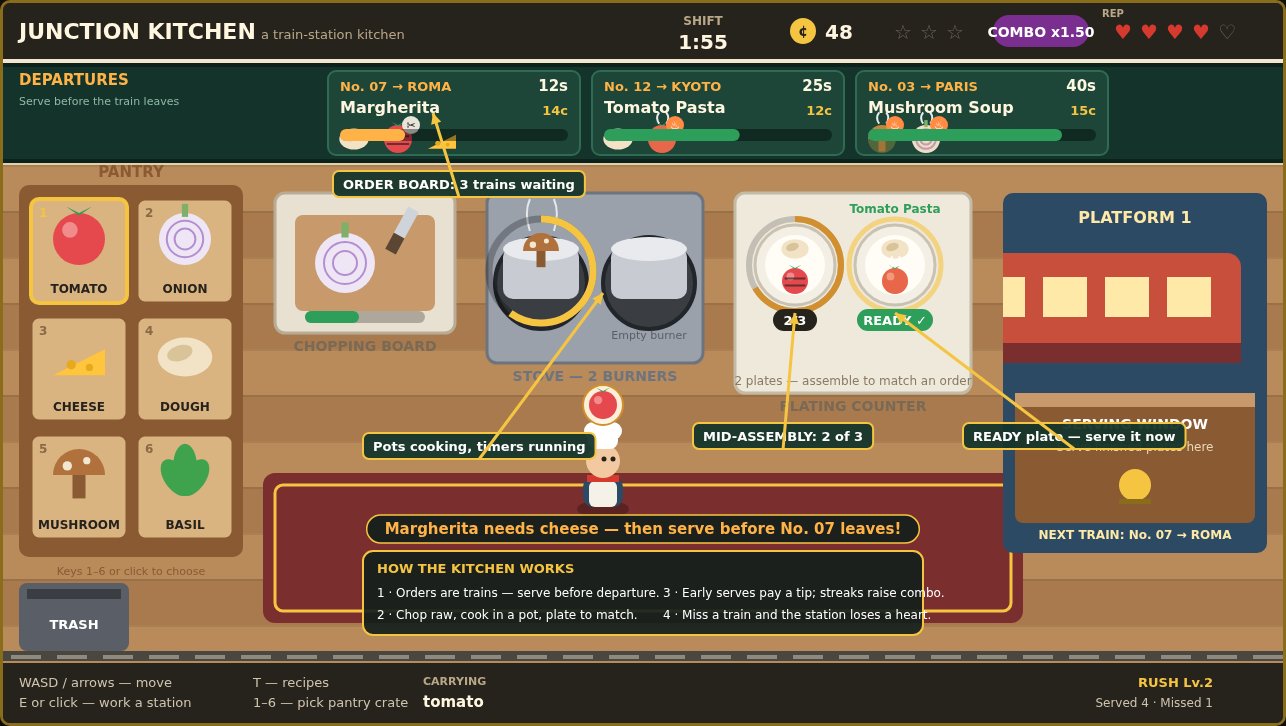 JUNCTION KITCHEN a train-station kitchen
SHIFT
1:55
¢ 48
COMBO x1.50
REP
DEPARTURES
Serve before the train leaves
No. 07 → ROMA 12s
Margherita 14c
No. 12 → KYOTO 25s
Tomato Pasta 12c
No. 03 → PARIS 40s
Mushroom Soup 15c
PANTRY
1 TOMATO
2 ONION
3 CHEESE
4 DOUGH
5 MUSHROOM
6 BASIL
Keys 1–6 or click to choose
TRASH
ORDER BOARD: 3 trains waiting
CHOPPING BOARD
Empty burner
STOVE — 2 BURNERS
Tomato Pasta
2/3
READY ✓
2 plates — assemble to match an order
PLATING COUNTER
PLATFORM 1
SERVING WINDOW
Serve finished plates here
NEXT TRAIN: No. 07 → ROMA
Pots cooking, timers running
MID-ASSEMBLY: 2 of 3
READY plate — serve it now
Margherita needs cheese — then serve before No. 07 leaves!
HOW THE KITCHEN WORKS
1 · Orders are trains — serve before departure.
3 · Early serves pay a tip; streaks raise combo.
2 · Chop raw, cook in a pot, plate to match.
4 · Miss a train and the station loses a heart.
WASD / arrows — move
E or click — work a station
T — recipes
1–6 — pick pantry crate
CARRYING
tomato
RUSH Lv.2
Served 4 · Missed 1